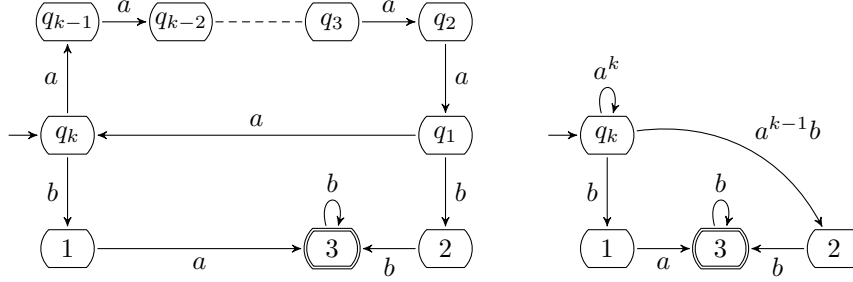 a a
q_{k−1} q_{k−2} q_3 q_2
a a a^k
a a^{k−1}b
q_k q_1 q_k
b b b b b
1 3 2 1 3 2
a b a b